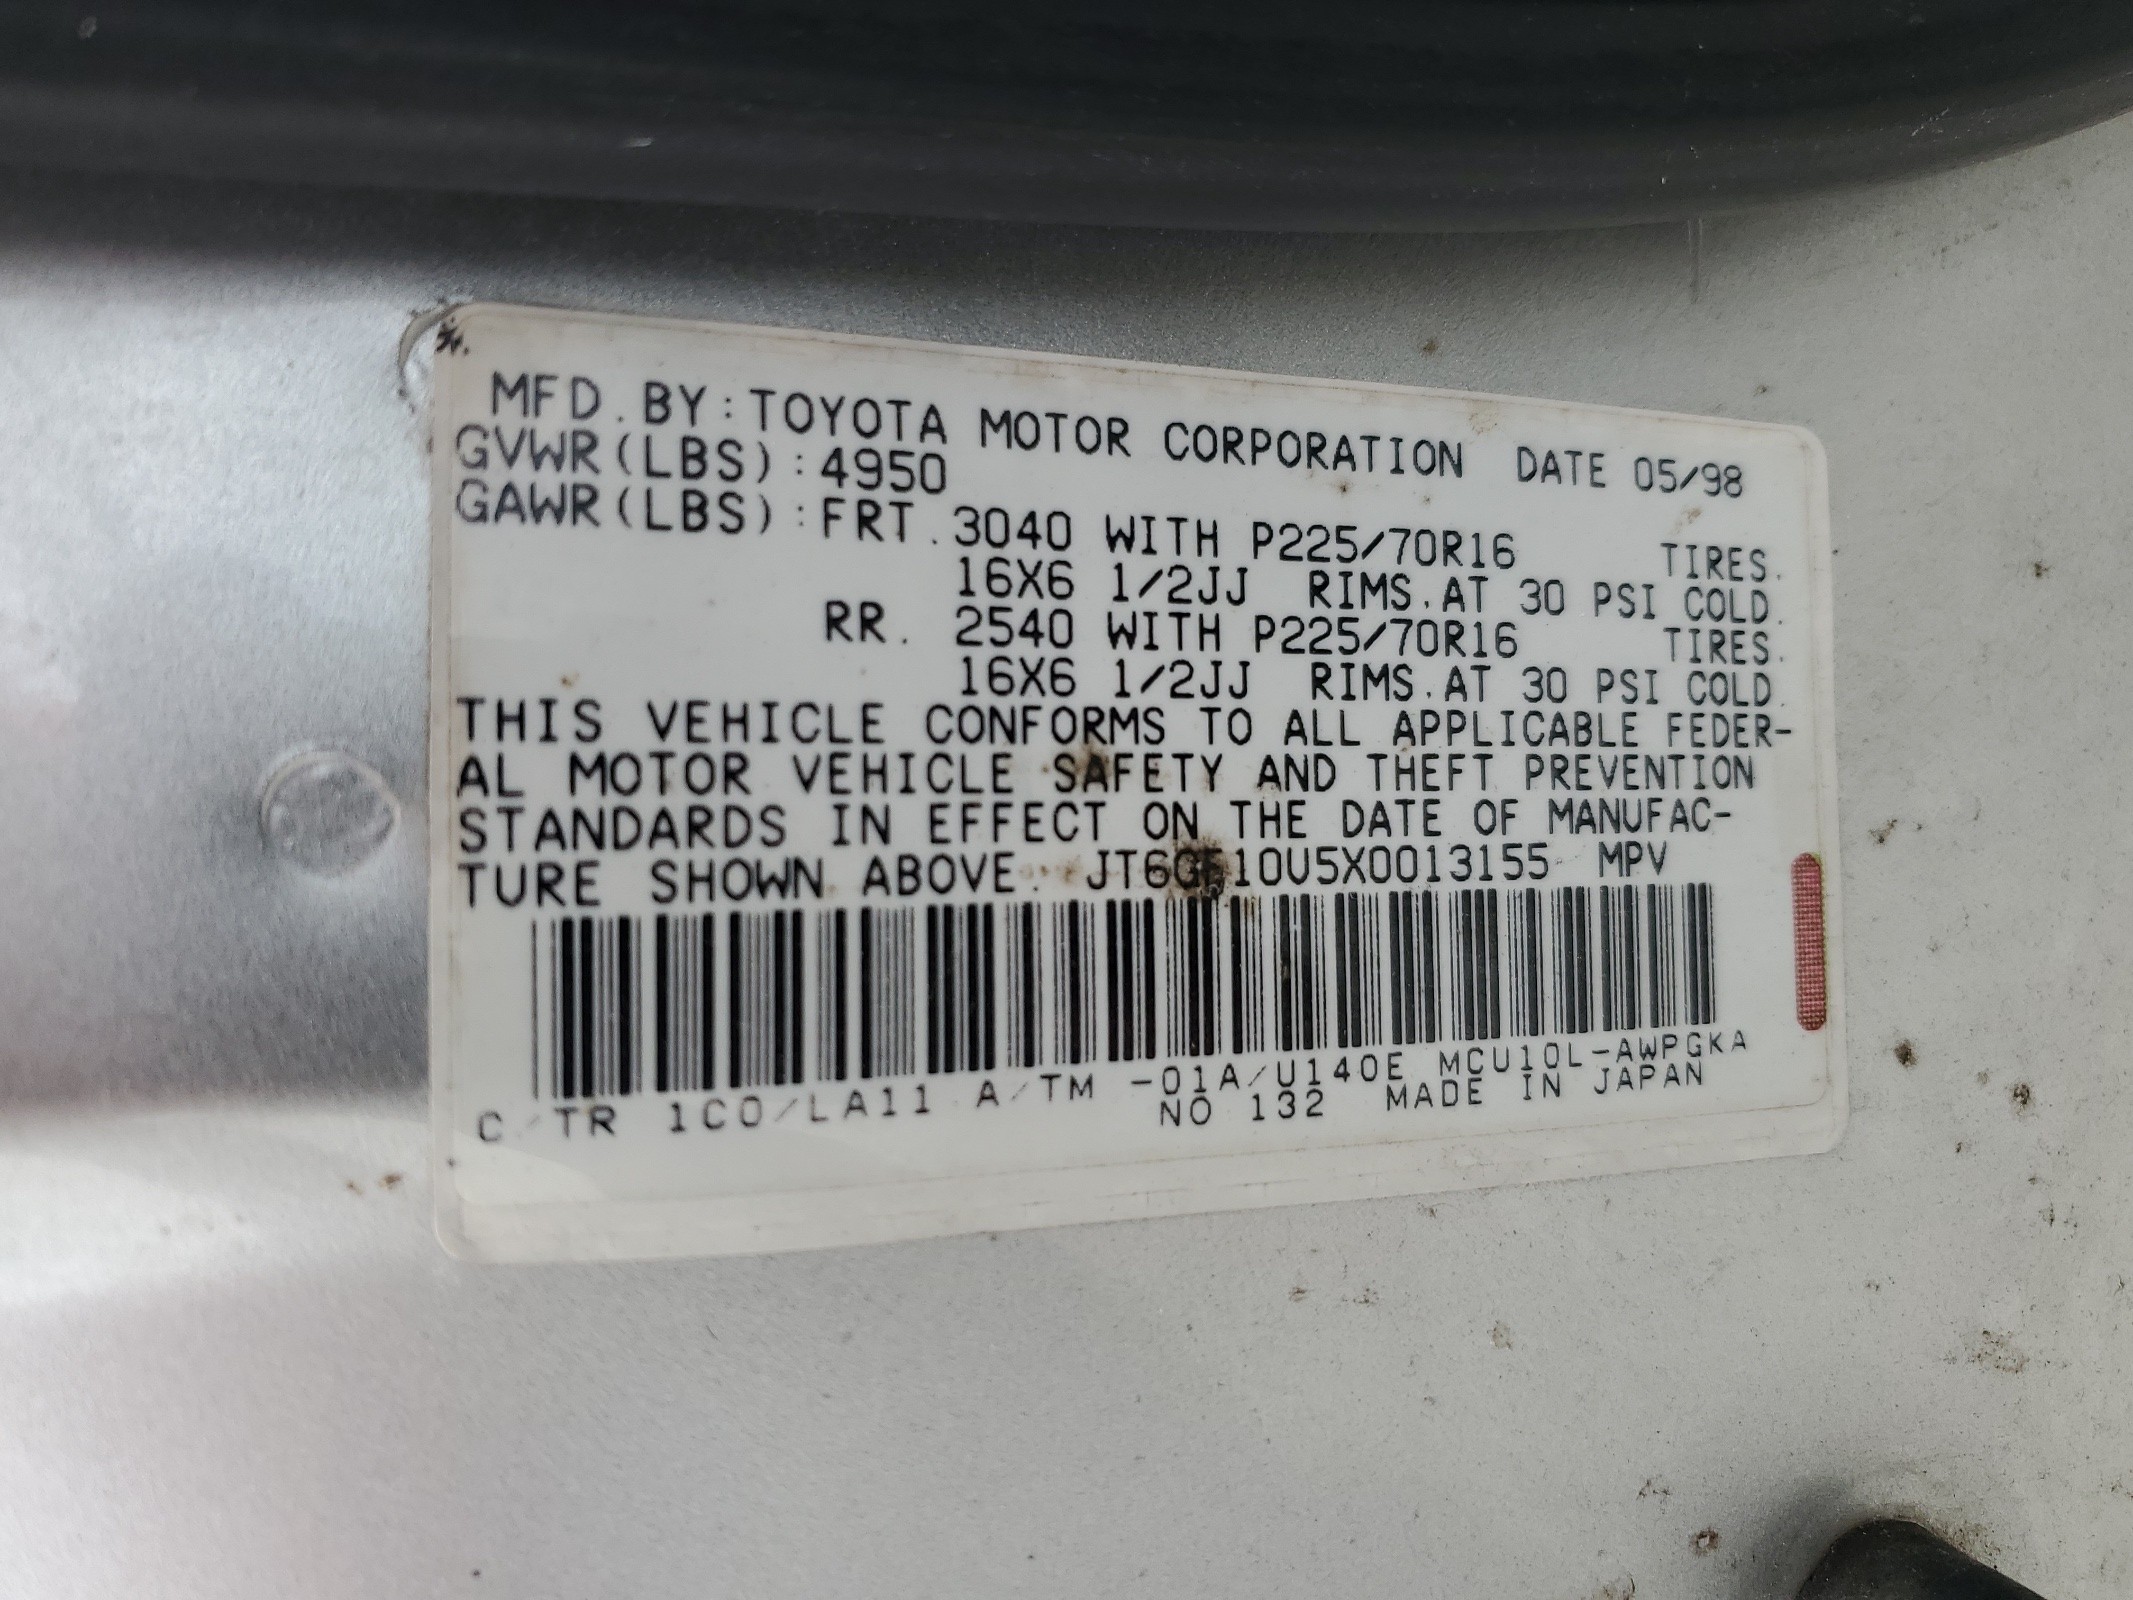 MFD. BY: TOYOTA MOTOR CORPORATION DATE 05/98
GVWR(LBS): 4950
GAWR(LBS): FRT. 3040 WITH P225/70R16 TIRES.
16X6 1/2JJ RIMS. AT 30 PSI COLD.
RR. 2540 WITH P225/70R16 TIRES.
16X6 1/2JJ RIMS. AT 30 PSI COLD.
THIS VEHICLE CONFORMS TO ALL APPLICABLE FEDER-
AL MOTOR VEHICLE SAFETY AND THEFT PREVENTION
STANDARDS IN EFFECT ON THE DATE OF MANUFAC-
TURE SHOWN ABOVE. JT6GF10U5X0013155 MPV
C/TR 1C0/LA11 A/TM -01A/U140E MCU10L-AWPGKA
NO 132 MADE IN JAPAN